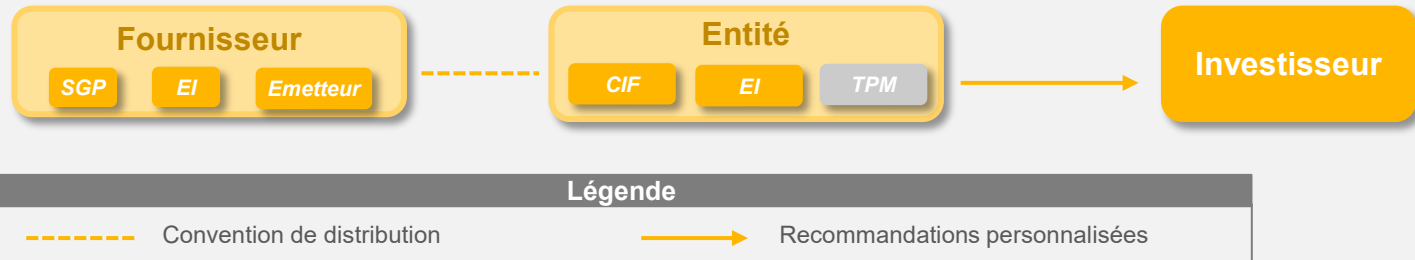 Fournisseur
SGP EI Emetteur
Entité
CIF EI TPM
Investisseur
Légende
Convention de distribution
Recommandations personnalisées